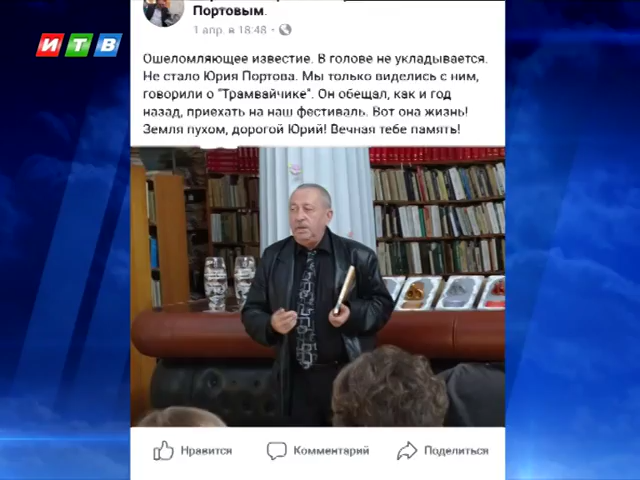 Портовым.
1 апр. в 18:48 ·
ИТВ
Ошеломляющее известие. В голове не укладывается.
Не стало Юрия Портова. Мы только виделись с ним,
говорили о "Трамвайчике". Он обещал, как и год
назад, приехать на наш фестиваль. Вот она жизнь!
Земля пухом, дорогой Юрий! Вечная тебе память!
Нравится
Комментарий
Поделиться